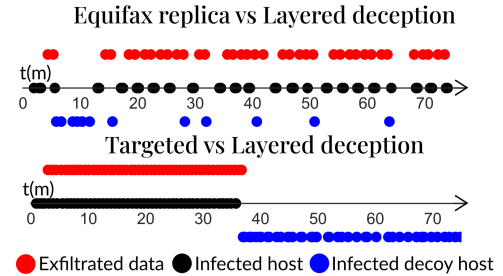 Equifax replica vs Layered deception
t(m)
0 10 20 30 40 50 60 70
Targeted vs Layered deception
t(m)
0 10 20 30 40 50 60 70
Exfiltrated data Infected host Infected decoy host